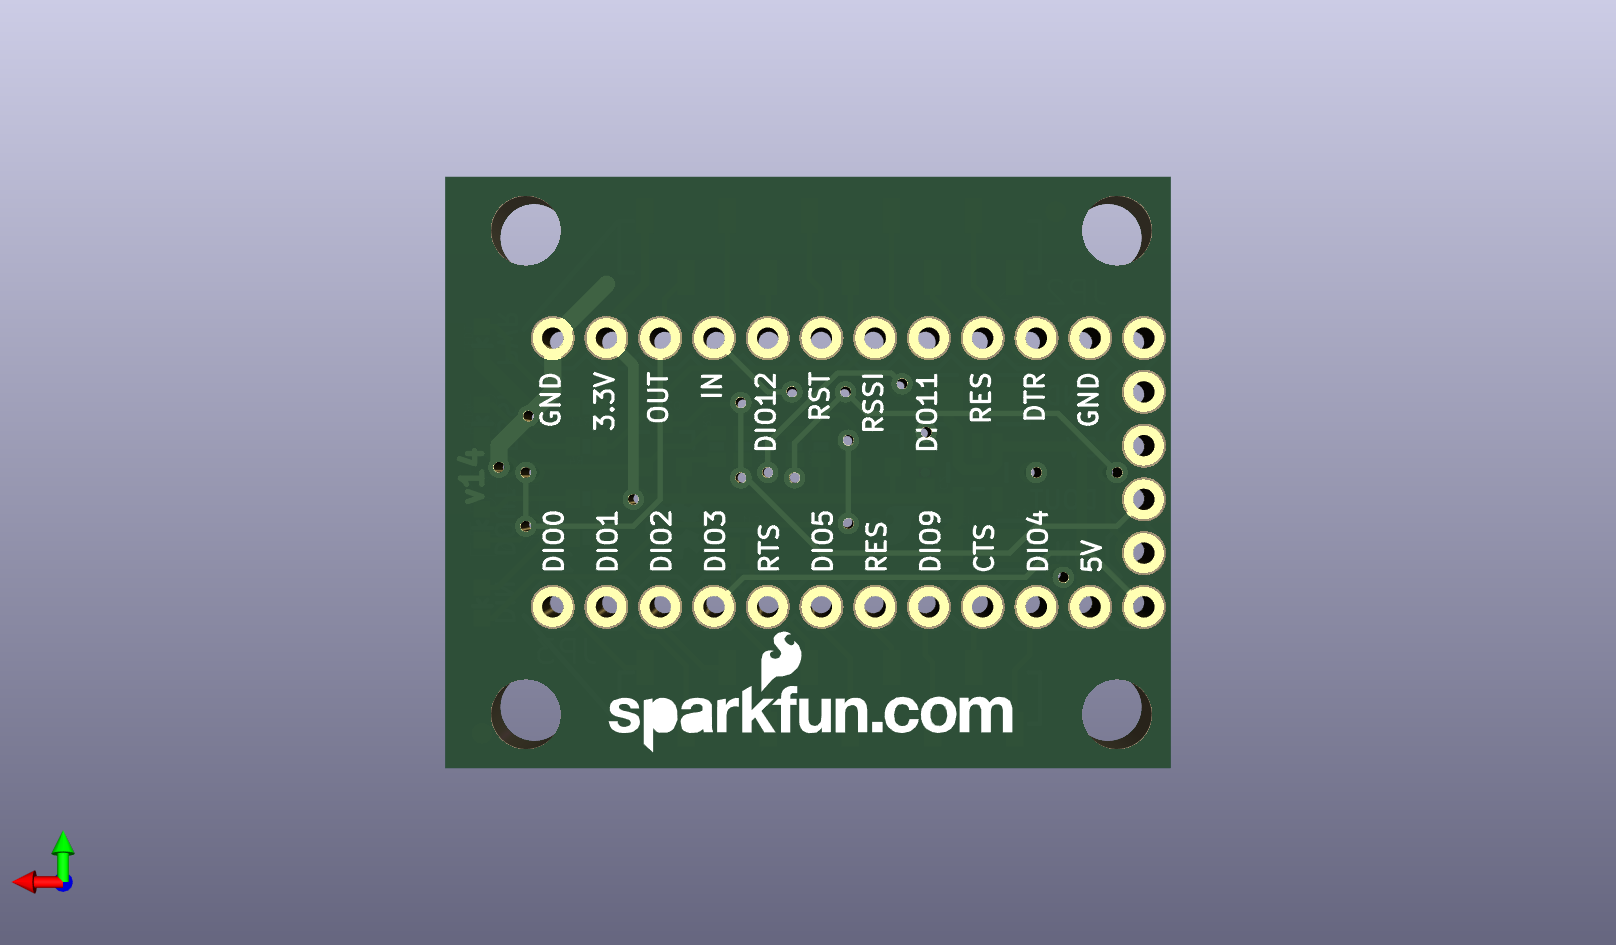 GND
3.3V
OUT
IN
DIO12
RST
RSSI
DIO11
RES
DTR
GND
v14
DIO0
DIO1
DIO2
DIO3
RTS
DIO5
RES
DIO9
CTS
DIO4
5V
sparkfun.com